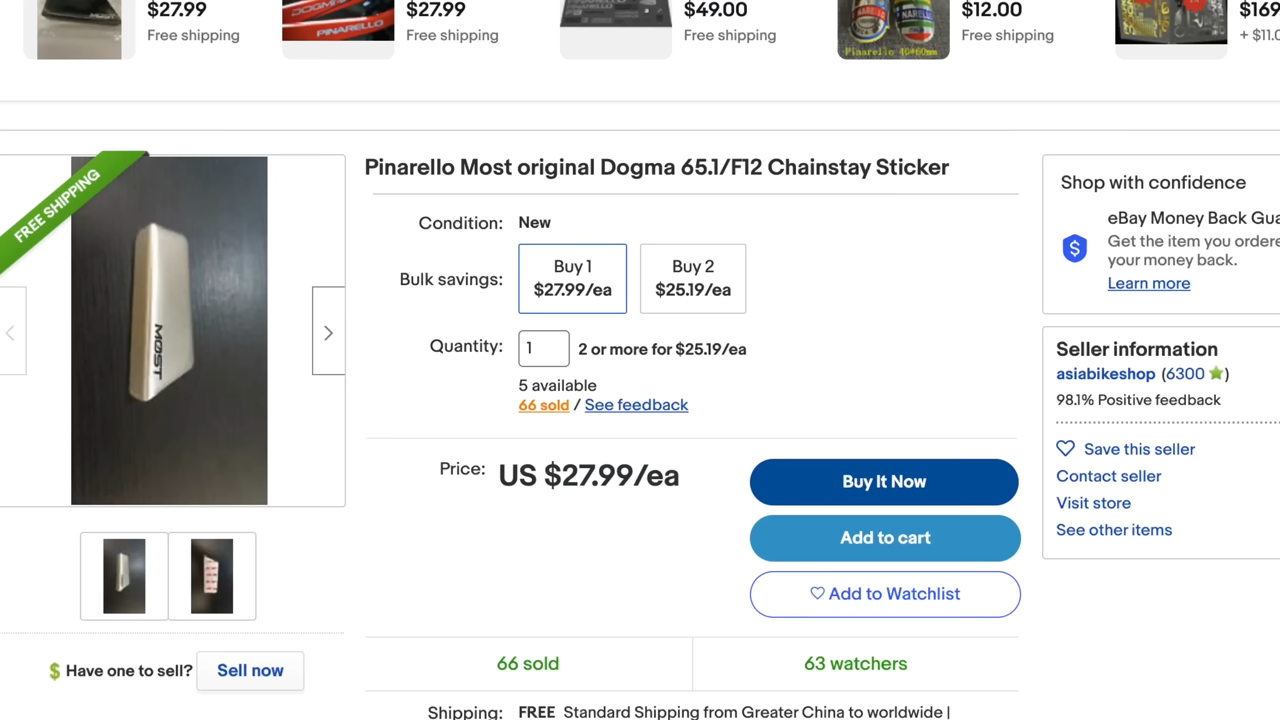 $27.99
Free shipping
$27.99
Free shipping
$49.00
Free shipping
$12.00
Free shipping
$169
+ $11.0
MOST
PINARELLO
Pinarello 40*60mm
FREE SHIPPING
MOST
Pinarello Most original Dogma 65.1/F12 Chainstay Sticker
Condition: New
Bulk savings:
Buy 1
$27.99/ea
Buy 2
$25.19/ea
Quantity: 1 2 or more for $25.19/ea
5 available
66 sold / See feedback
Price: US $27.99/ea
Buy It Now
Add to cart
Add to Watchlist
66 sold
63 watchers
Shipping: FREE Standard Shipping from Greater China to worldwide |
Have one to sell? Sell now
Shop with confidence
eBay Money Back Gua
Get the item you ordere
your money back.
Learn more
Seller information
asiabikeshop (6300)
98.1% Positive feedback
Save this seller
Contact seller
Visit store
See other items